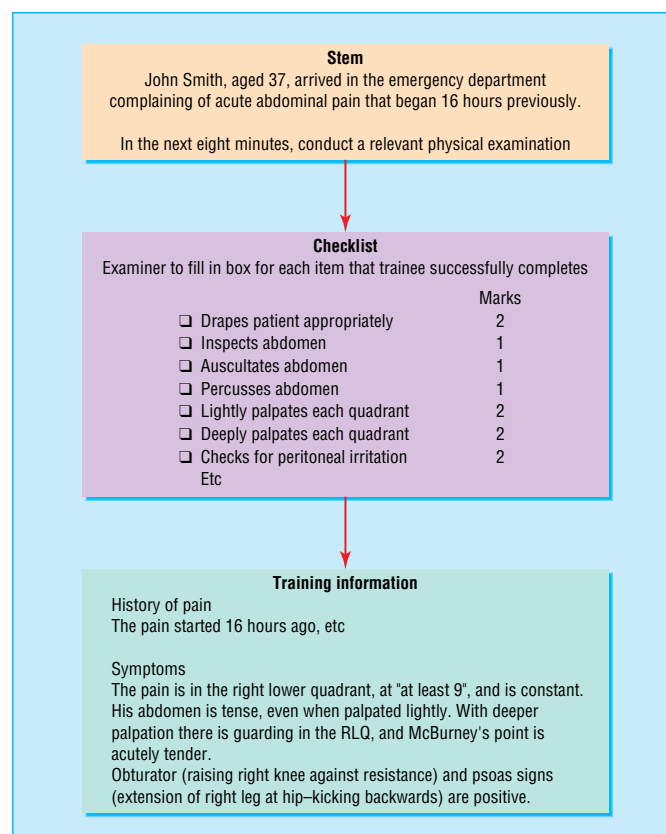 Stem
John Smith, aged 37, arrived in the emergency department
complaining of acute abdominal pain that began 16 hours previously.
In the next eight minutes, conduct a relevant physical examination
Checklist
Examiner to fill in box for each item that trainee successfully completes
Marks
❑ Drapes patient appropriately 2
❑ Inspects abdomen 1
❑ Auscultates abdomen 1
❑ Percusses abdomen 1
❑ Lightly palpates each quadrant 2
❑ Deeply palpates each quadrant 2
❑ Checks for peritoneal irritation 2
Etc
Training information
History of pain
The pain started 16 hours ago, etc
Symptoms
The pain is in the right lower quadrant, at "at least 9", and is constant.
His abdomen is tense, even when palpated lightly. With deeper
palpation there is guarding in the RLQ, and McBurney's point is
acutely tender.
Obturator (raising right knee against resistance) and psoas signs
(extension of right leg at hip–kicking backwards) are positive.